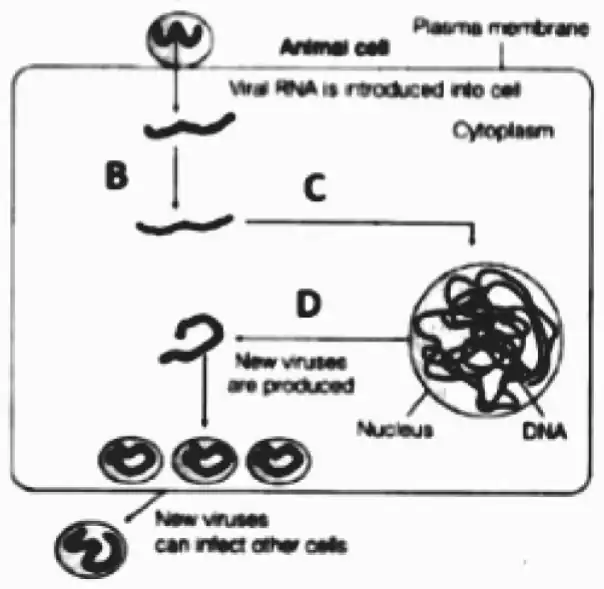 Plasma membrane
Animal cell
Viral RNA is introduced into cell
Cytoplasm
B
C
D
New viruses
are produced
Nucleus
DNA
New viruses
can infect other cells